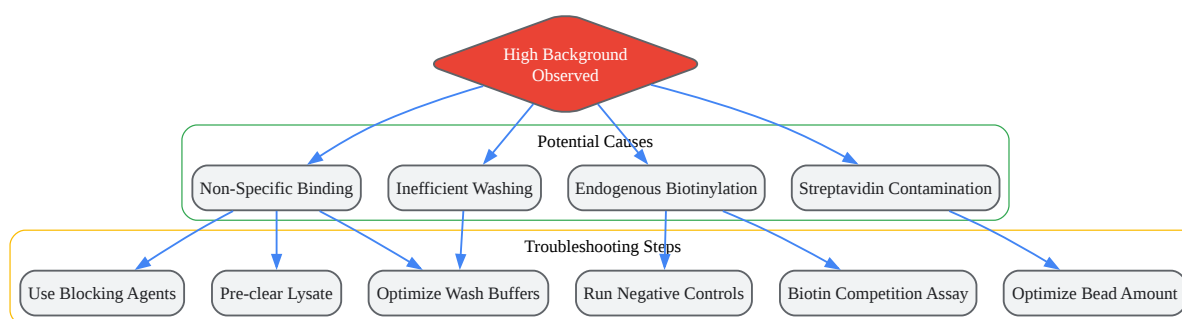 High Background
Observed
Potential Causes
Non-Specific Binding
Inefficient Washing
Endogenous Biotinylation
Streptavidin Contamination
Troubleshooting Steps
Use Blocking Agents
Pre-clear Lysate
Optimize Wash Buffers
Run Negative Controls
Biotin Competition Assay
Optimize Bead Amount